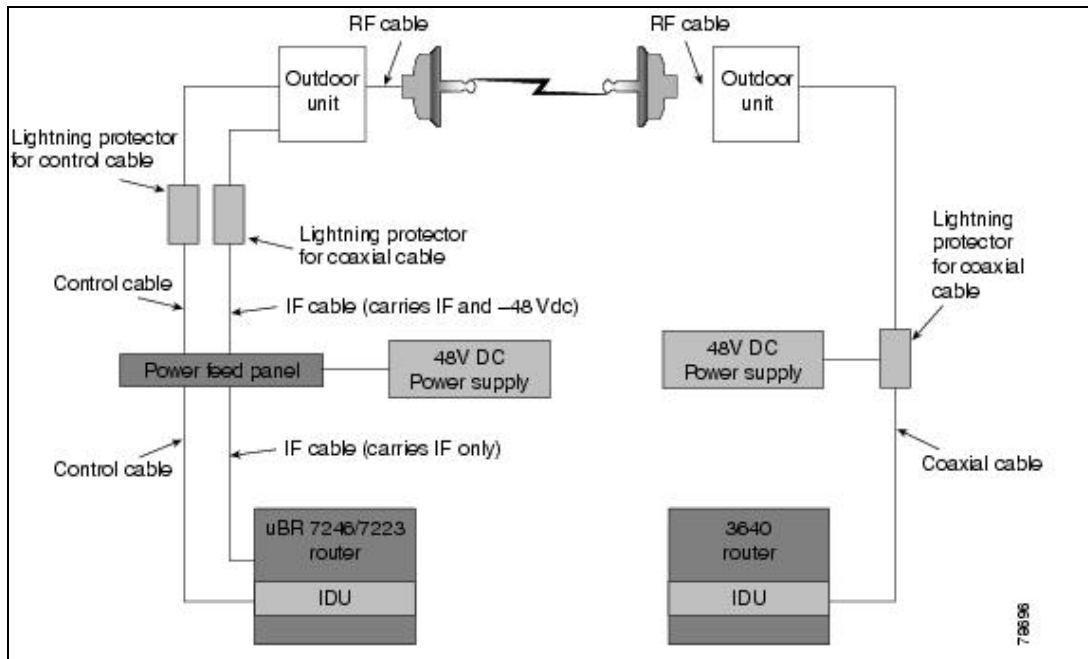 RF cable
RF cable
Outdoor
unit
Outdoor
unit
Lightning protector
for control cable
Lightning protector
for coaxial cable
Lightning
protector
for coaxial
cable
Control cable
IF cable (carries IF and –48 Vdc)
Power feed panel
48V DC
Power supply
48V DC
Power supply
Control cable
IF cable (carries IF only)
Coaxial cable
uBR 7246/7223
router
IDU
3640
router
IDU
79696